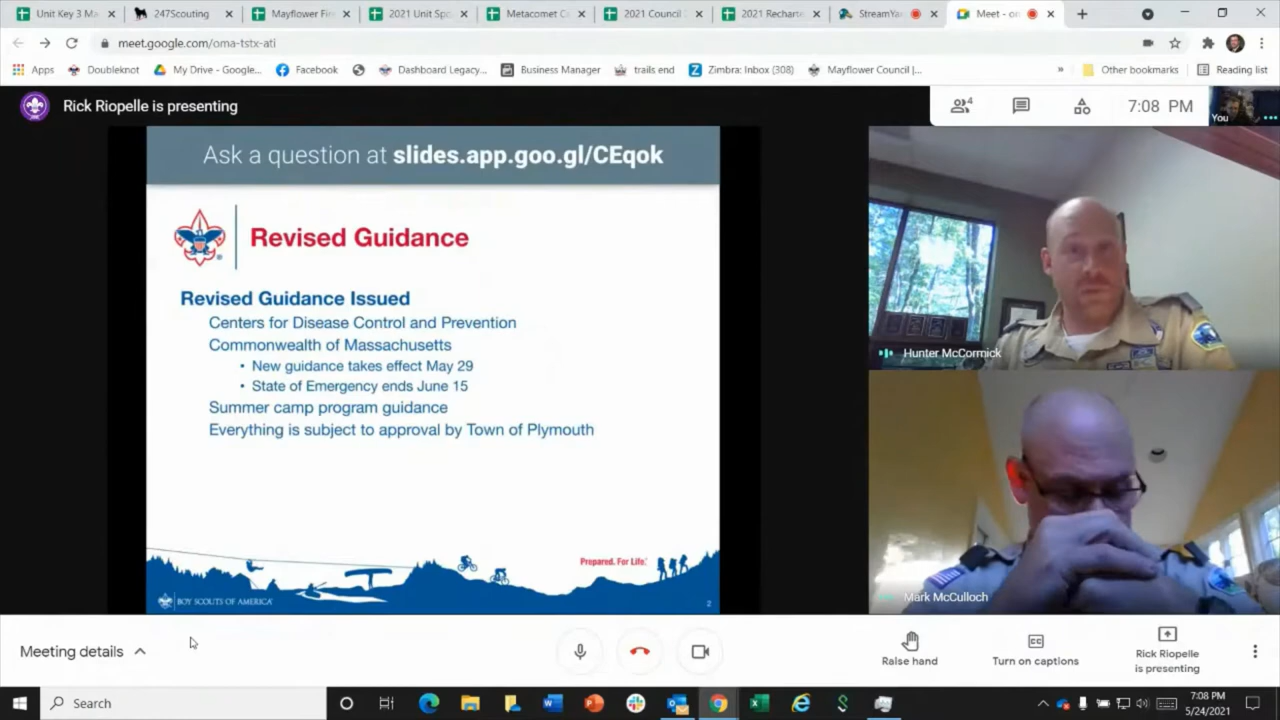 Unit Key 3 M
247Scouting
Mayflower Fi
2021 Unit Sp
Metacomet C
2021 Council
2021 Recharte
StreamYa
Meet - o
meet.google.com/oma-tstx-ati
Apps
Doubleknot
My Drive - Google...
Facebook
Dashboard Legacy...
Business Manager
trails end
Zimbra: Inbox (308)
Mayflower Council |...
»
Other bookmarks
Reading list
Rick Riopelle is presenting
4
7:08 PM
You
Ask a question at slides.app.goo.gl/CEqok
Revised Guidance
Revised Guidance Issued
Centers for Disease Control and Prevention
Commonwealth of Massachusetts
• New guidance takes effect May 29
• State of Emergency ends June 15
Summer camp program guidance
Everything is subject to approval by Town of Plymouth
Prepared. For Life.
BOY SCOUTS OF AMERICA
2
Hunter McCormick
Mark McCulloch
Meeting details
Raise hand
Turn on captions
Rick Riopelle
is presenting
Search
7:08 PM
5/24/2021